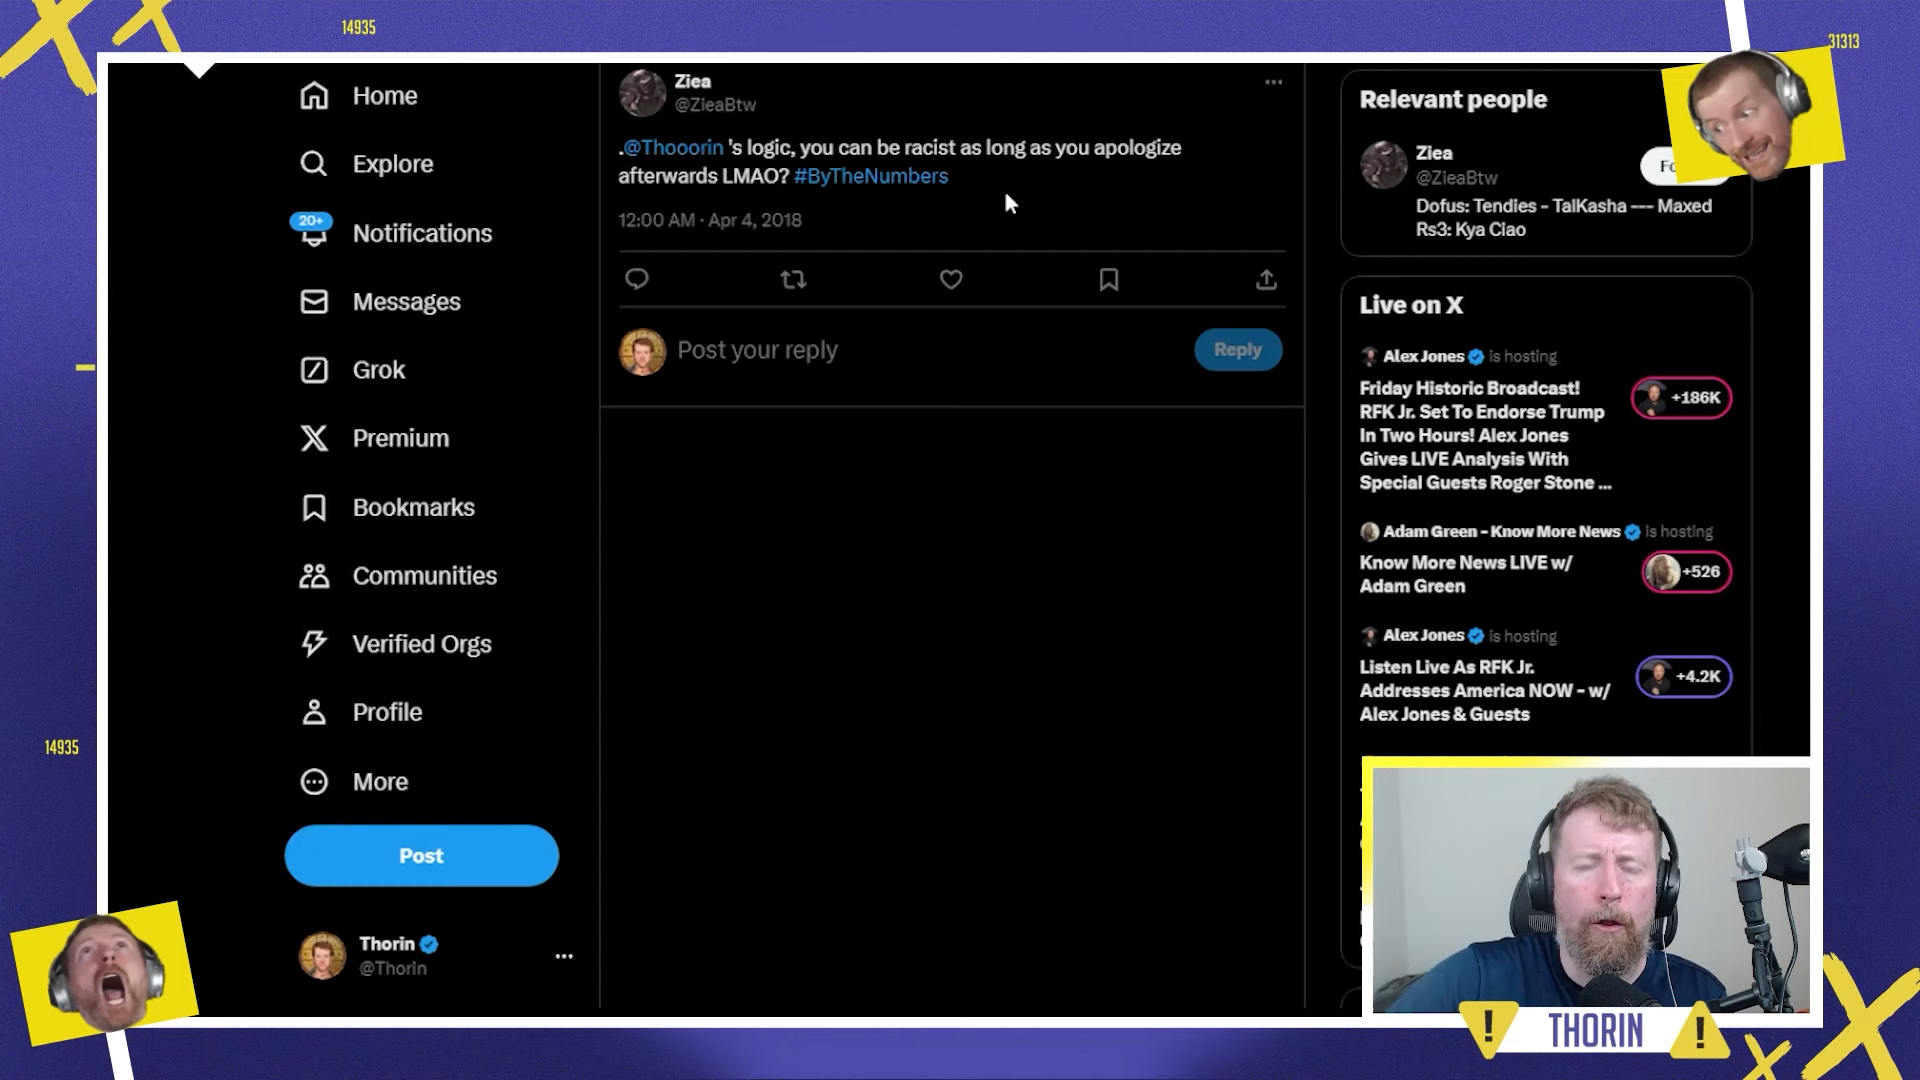 14935
31313
Home
Explore
20+
Notifications
Messages
Grok
Premium
Bookmarks
Communities
Verified Orgs
Profile
More
Post
Thorin
@Thorin
Ziea
@ZieaBtw
.@Thooorin 's logic, you can be racist as long as you apologize
afterwards LMAO? #ByTheNumbers
12:00 AM · Apr 4, 2018
Post your reply
Reply
Relevant people
Ziea
@ZieaBtw
Fo
Dofus: Tendies - TalKasha --- Maxed
Rs3: Kya Ciao
Live on X
Alex Jones is hosting
Friday Historic Broadcast!
RFK Jr. Set To Endorse Trump
In Two Hours! Alex Jones
Gives LIVE Analysis With
Special Guests Roger Stone ...
+186K
Adam Green - Know More News is hosting
Know More News LIVE w/
Adam Green
+526
Alex Jones is hosting
Listen Live As RFK Jr.
Addresses America NOW - w/
Alex Jones & Guests
+4.2K
14935
! THORIN !